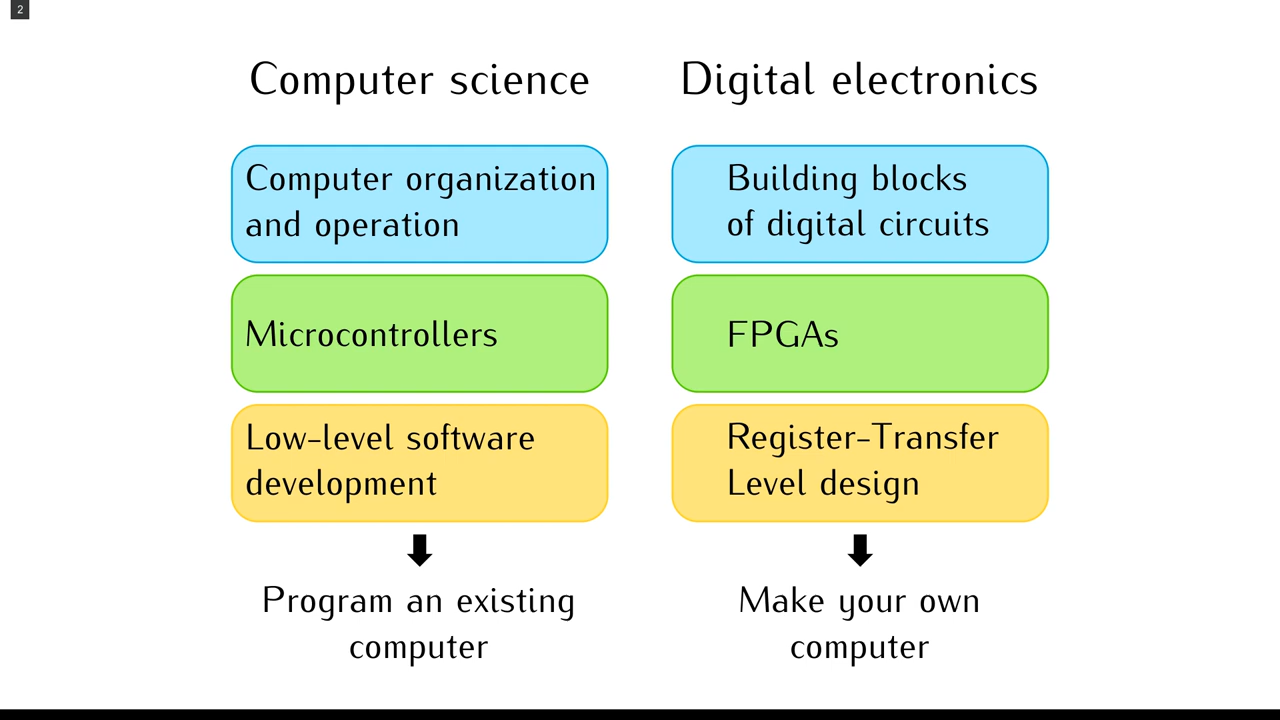 2
Computer science
Computer organization
and operation
Microcontrollers
Low-level software
development
Program an existing
computer
Digital electronics
Building blocks
of digital circuits
FPGAs
Register-Transfer
Level design
Make your own
computer